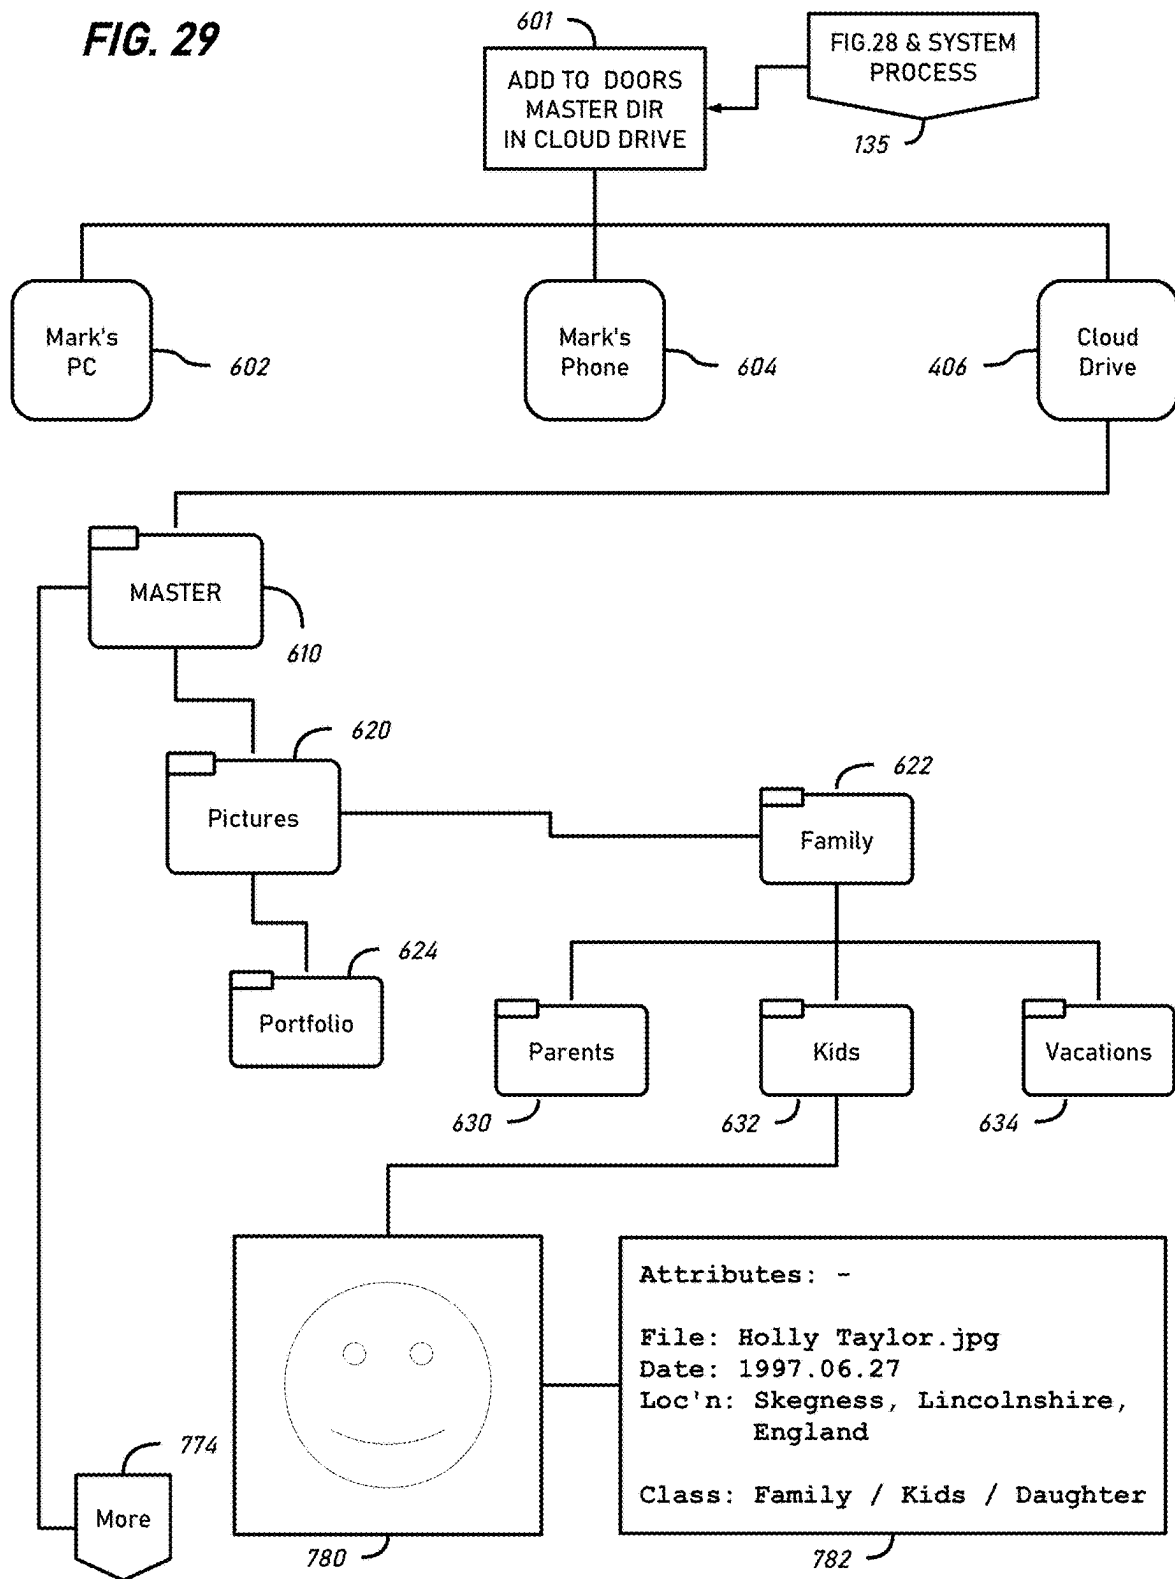 FIG. 29
601
ADD TO DOORS
MASTER DIR
IN CLOUD DRIVE
FIG.28 & SYSTEM
PROCESS
135
Mark's
PC
602
Mark's
Phone
604
406
Cloud
Drive
MASTER
610
620
Pictures
622
Family
624
Portfolio
Parents
630
Kids
632
Vacations
634
Attributes: -
File: Holly Taylor.jpg
Date: 1997.06.27
Loc'n: Skegness, Lincolnshire,
England
Class: Family / Kids / Daughter
774
More
780
782